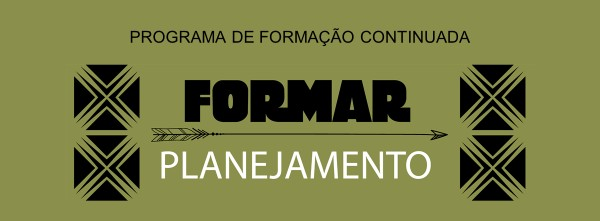 PROGRAMA DE FORMAÇÃO CONTINUADA
FORMAR
PLANEJAMENTO